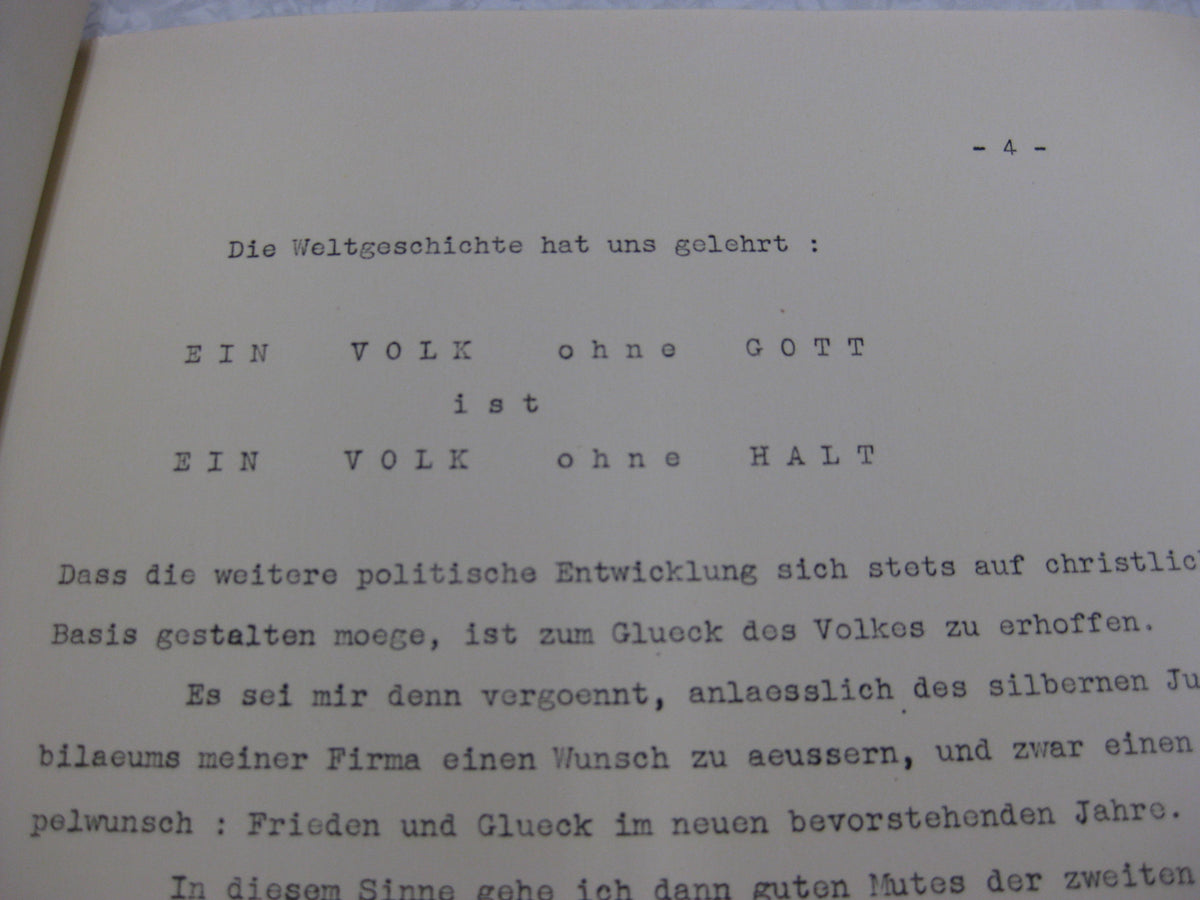 - 4 -
Die Weltgeschichte hat uns gelehrt :
E I N V O L K o h n e G O T T
i s t
E I N V O L K o h n e H A L T
Dass die weitere politische Entwicklung sich stets auf christlic
Basis gestalten moege, ist zum Glueck des Volkes zu erhoffen.
Es sei mir denn vergoennt, anlaesslich des silbernen Ju
bilaeums meiner Firma einen Wunsch zu aeussern, und zwar einen
pelwunsch : Frieden und Glueck im neuen bevorstehenden Jahre.
In diesem Sinne gehe ich dann guten Mutes der zweiten